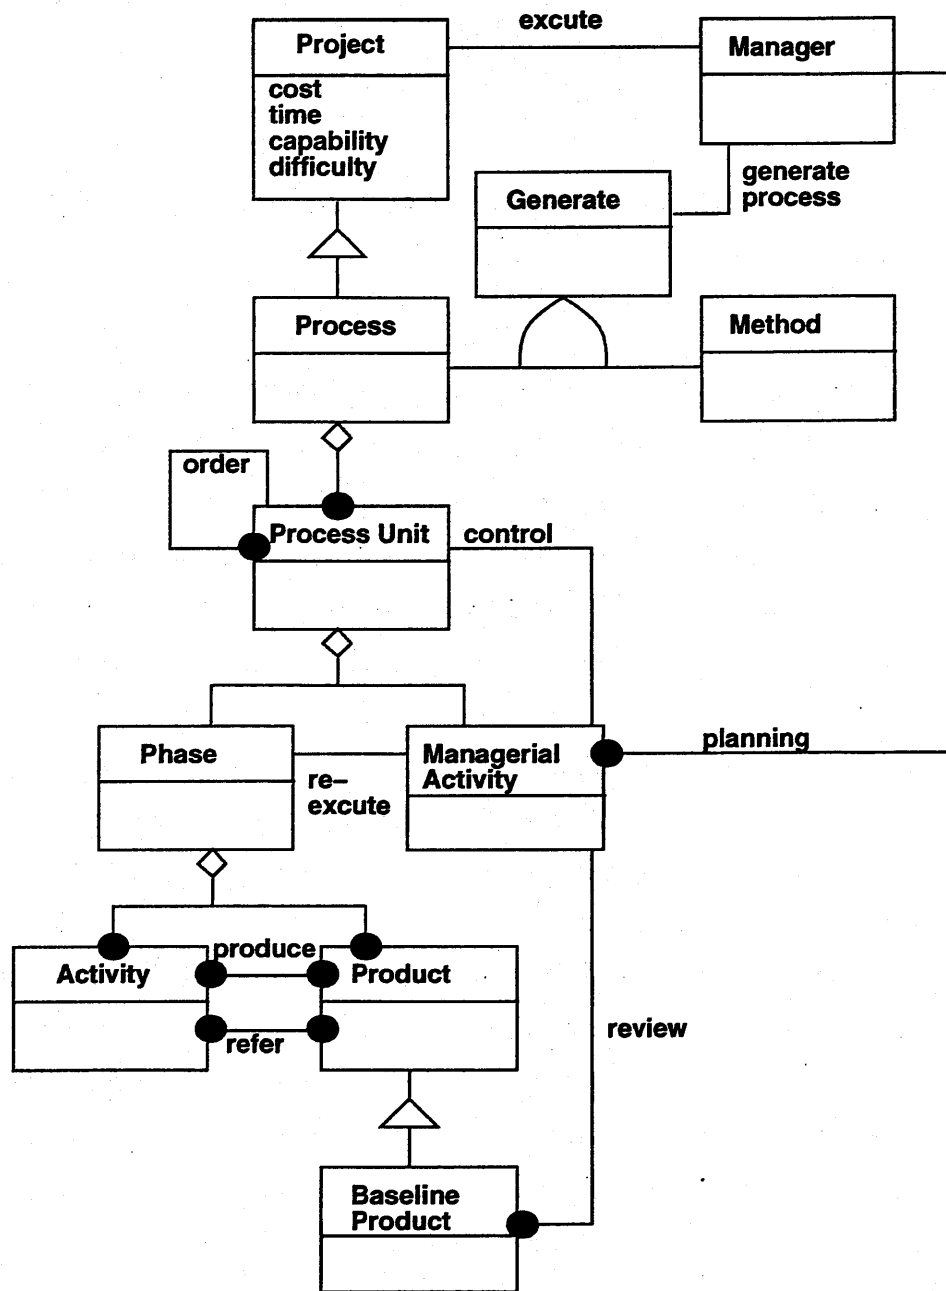 excute
Project
Manager
cost
time
capability
difficulty
generate
process
Generate
Process
Method
order
Process Unit
control
Phase
Managerial
Activity
planning
re–
excute
produce
Activity
Product
refer
review
Baseline
Product